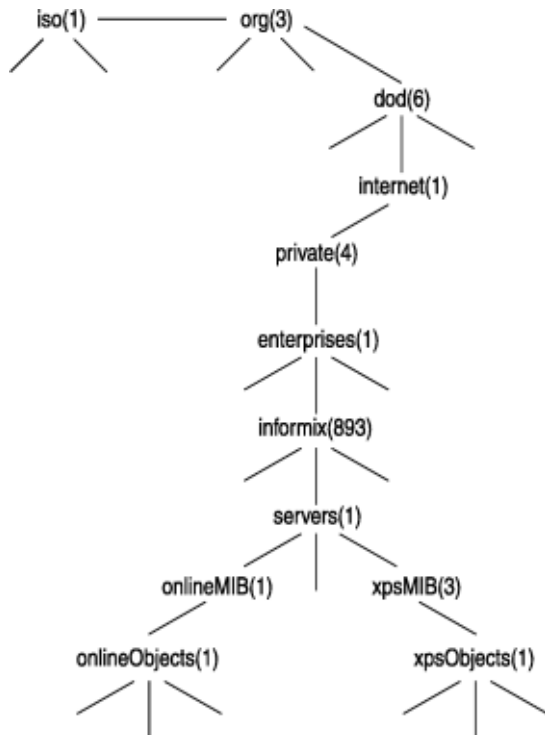 iso(1) org(3)
dod(6)
internet(1)
private(4)
enterprises(1)
informix(893)
servers(1)
onlineMIB(1) xpsMIB(3)
onlineObjects(1) xpsObjects(1)